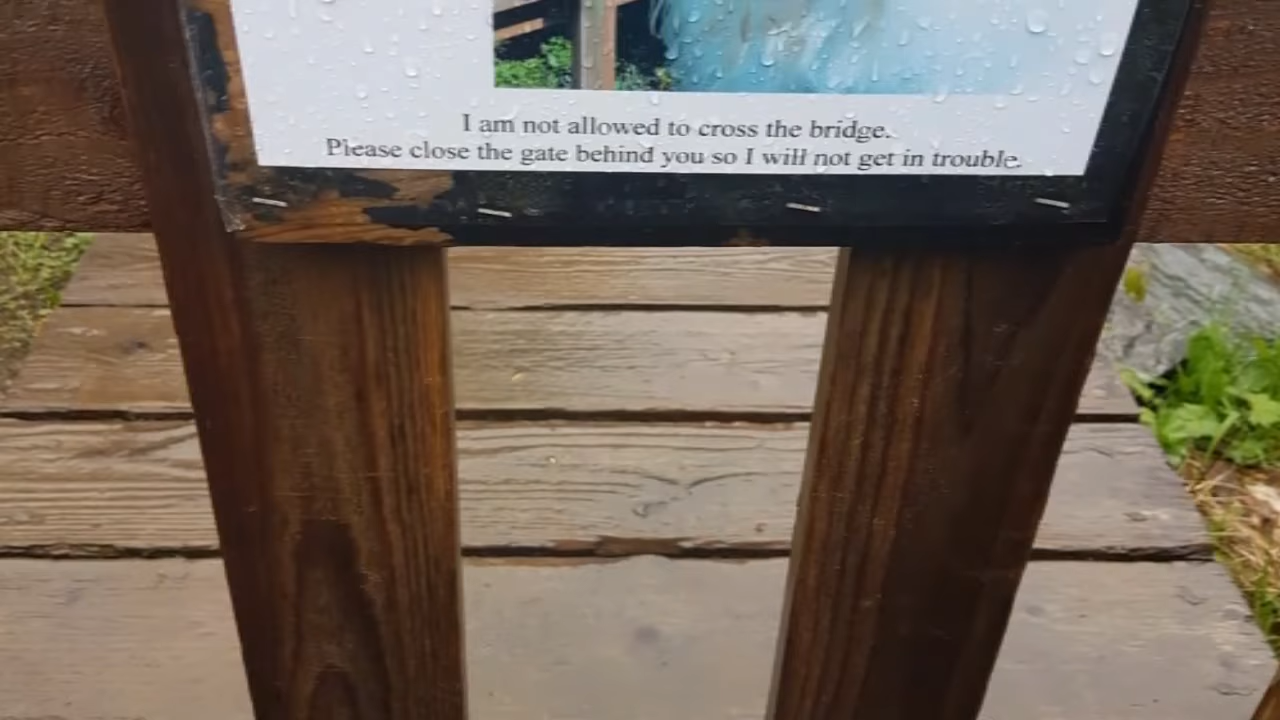 I am not allowed to cross the bridge.
Please close the gate behind you so I will not get in trouble.